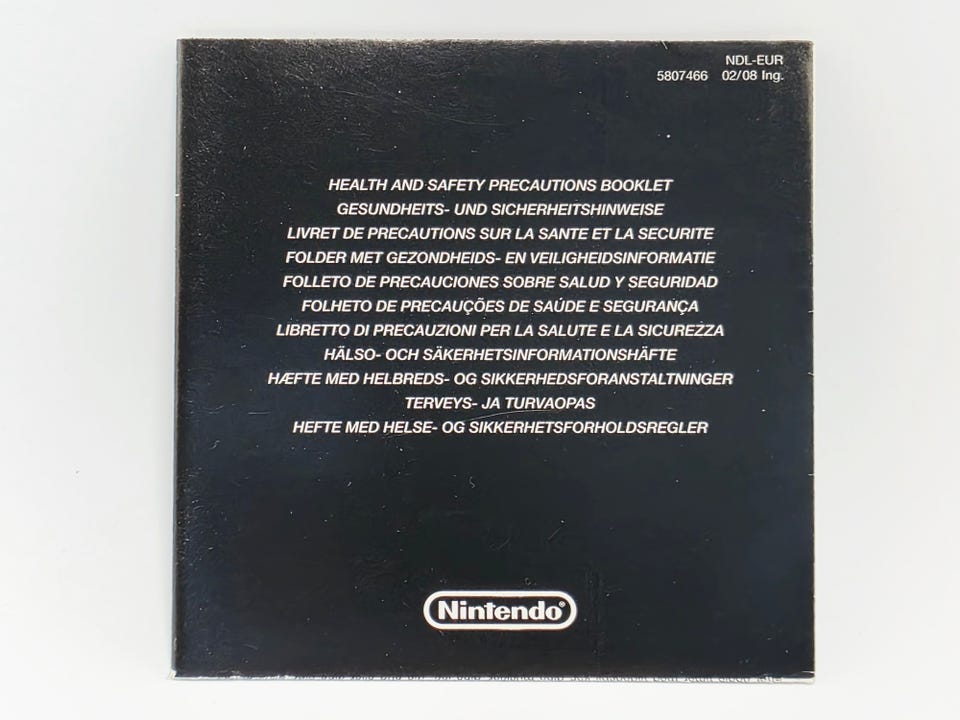 NDL-EUR
5807466 02/08 Ing.
HEALTH AND SAFETY PRECAUTIONS BOOKLET
GESUNDHEITS- UND SICHERHEITSHINWEISE
LIVRET DE PRECAUTIONS SUR LA SANTE ET LA SECURITE
FOLDER MET GEZONDHEIDS- EN VEILIGHEIDSINFORMATIE
FOLLETO DE PRECAUCIONES SOBRE SALUD Y SEGURIDAD
FOLHETO DE PRECAUÇÕES DE SAÚDE E SEGURANÇA
LIBRETTO DI PRECAUZIONI PER LA SALUTE E LA SICUREZZA
HÄLSO- OCH SÄKERHETSINFORMATIONSHÄFTE
HÆFTE MED HELBREDS- OG SIKKERHEDSFORANSTALTNINGER
TERVEYS- JA TURVAOPAS
HEFTE MED HELSE- OG SIKKERHETSFORHOLDSREGLER
Nintendo®